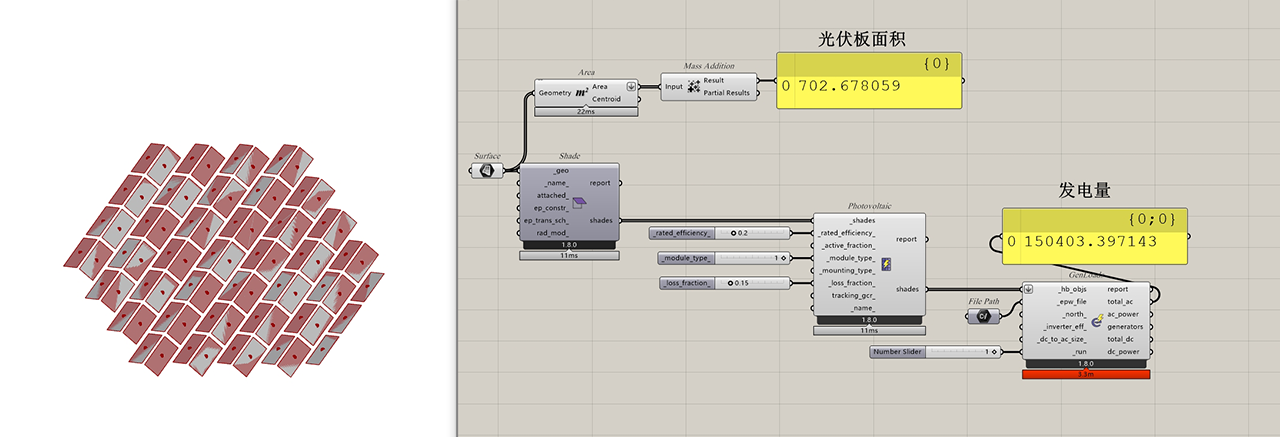 光伏板面积
{0}
0 702.678059
Area
Geometry
m²
Area
Centroid
22ms
Mass Addition
Input
Result
Partial Results
Surface
Shade
_geo
_name_
attached_
ep_constr_
ep_trans_sch_
rad_mod_
report
shades
1.8.0
11ms
_rated_efficiency_
0.2
_module_type_
1
_loss_fraction_
0.15
Photovoltaic
_shades
_rated_efficiency_
_active_fraction_
_module_type_
_mounting_type_
_loss_fraction_
tracking_gcr_
_name_
report
shades
1.8.0
11ms
发电量
{0;0}
0 150403.397143
File Path
Number Slider
1
GenLoads
_hb_objs
_epw_file
_north_
_inverter_eff_
_dc_to_ac_size_
_run
report
total_ac
ac_power
generators
total_dc
dc_power
1.8.0
3.3m